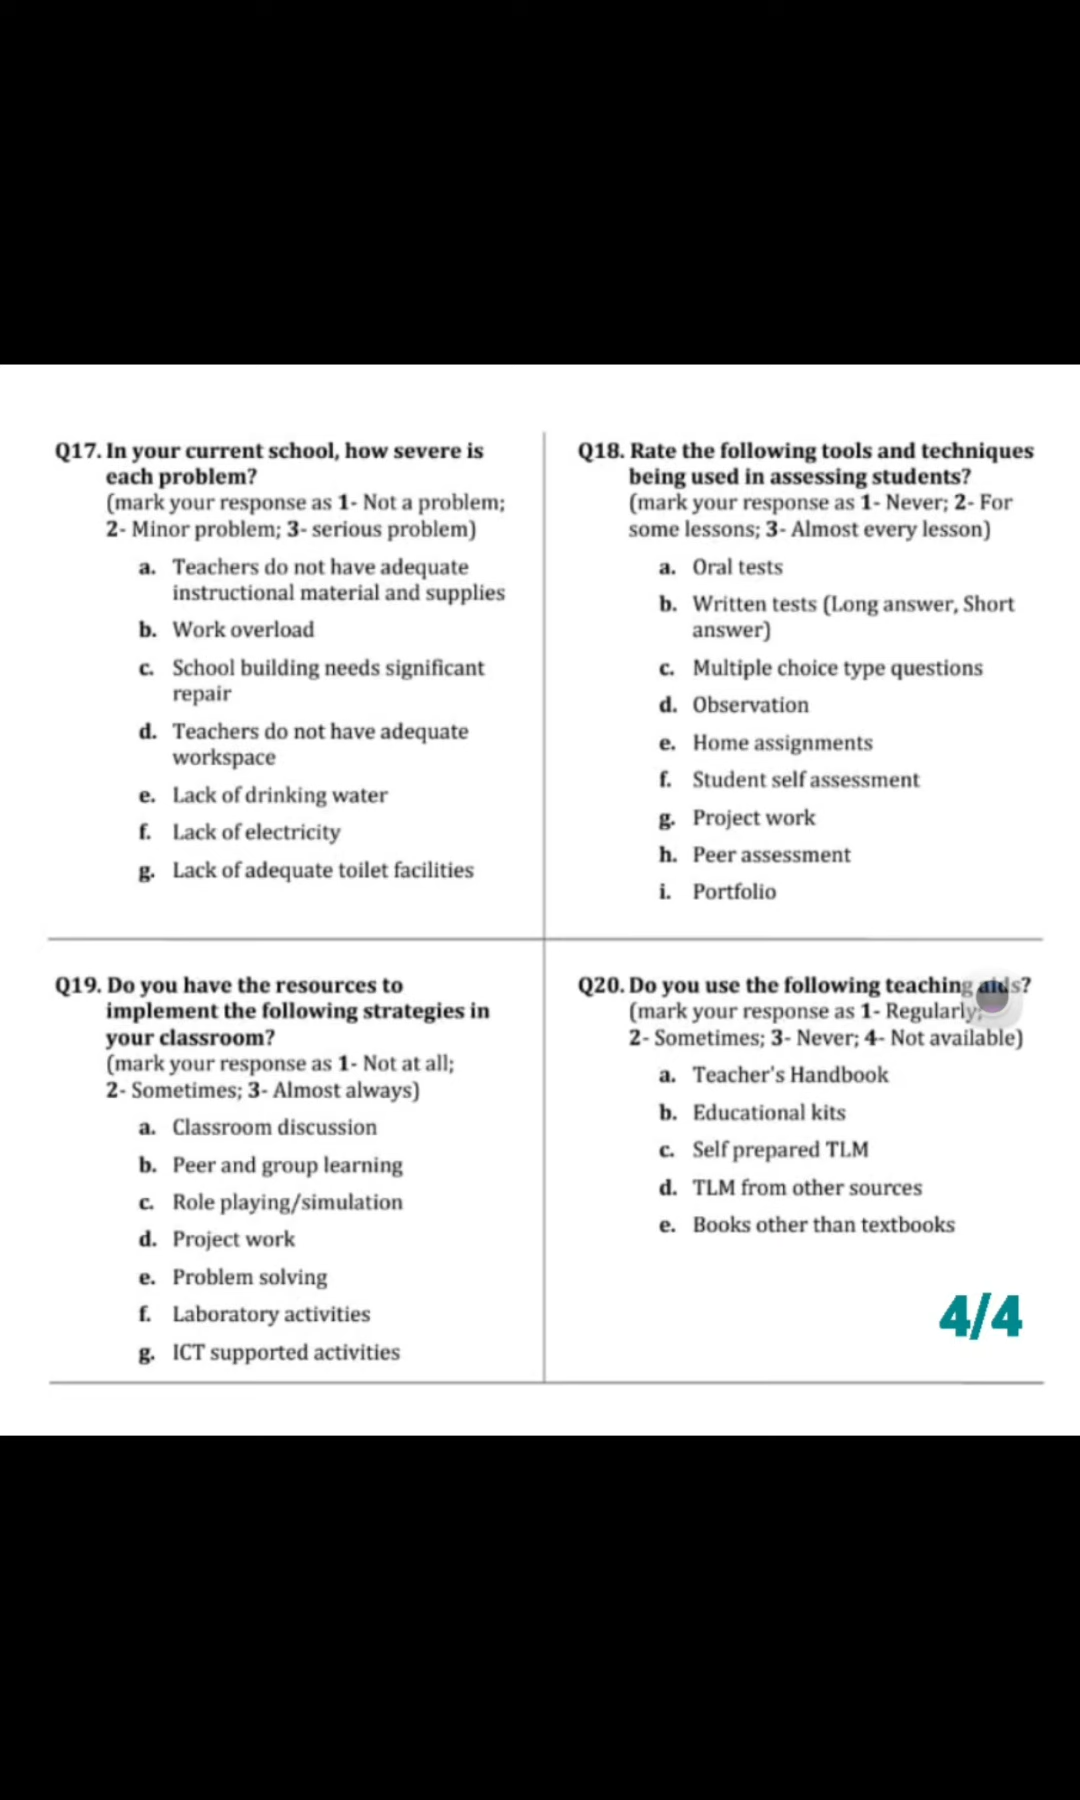 Q17. In your current school, how severe is
each problem?
(mark your response as 1- Not a problem;
2- Minor problem; 3- serious problem)
a. Teachers do not have adequate
instructional material and supplies
b. Work overload
c. School building needs significant
repair
d. Teachers do not have adequate
workspace
e. Lack of drinking water
f. Lack of electricity
g. Lack of adequate toilet facilities
Q18. Rate the following tools and techniques
being used in assessing students?
(mark your response as 1- Never; 2- For
some lessons; 3- Almost every lesson)
a. Oral tests
b. Written tests (Long answer, Short
answer)
c. Multiple choice type questions
d. Observation
e. Home assignments
f. Student self assessment
g. Project work
h. Peer assessment
i. Portfolio
Q19. Do you have the resources to
implement the following strategies in
your classroom?
(mark your response as 1- Not at all;
2- Sometimes; 3- Almost always)
a. Classroom discussion
b. Peer and group learning
c. Role playing/simulation
d. Project work
e. Problem solving
f. Laboratory activities
g. ICT supported activities
Q20. Do you use the following teaching aids?
(mark your response as 1- Regularly;
2- Sometimes; 3- Never; 4- Not available)
a. Teacher's Handbook
b. Educational kits
c. Self prepared TLM
d. TLM from other sources
e. Books other than textbooks
4/4